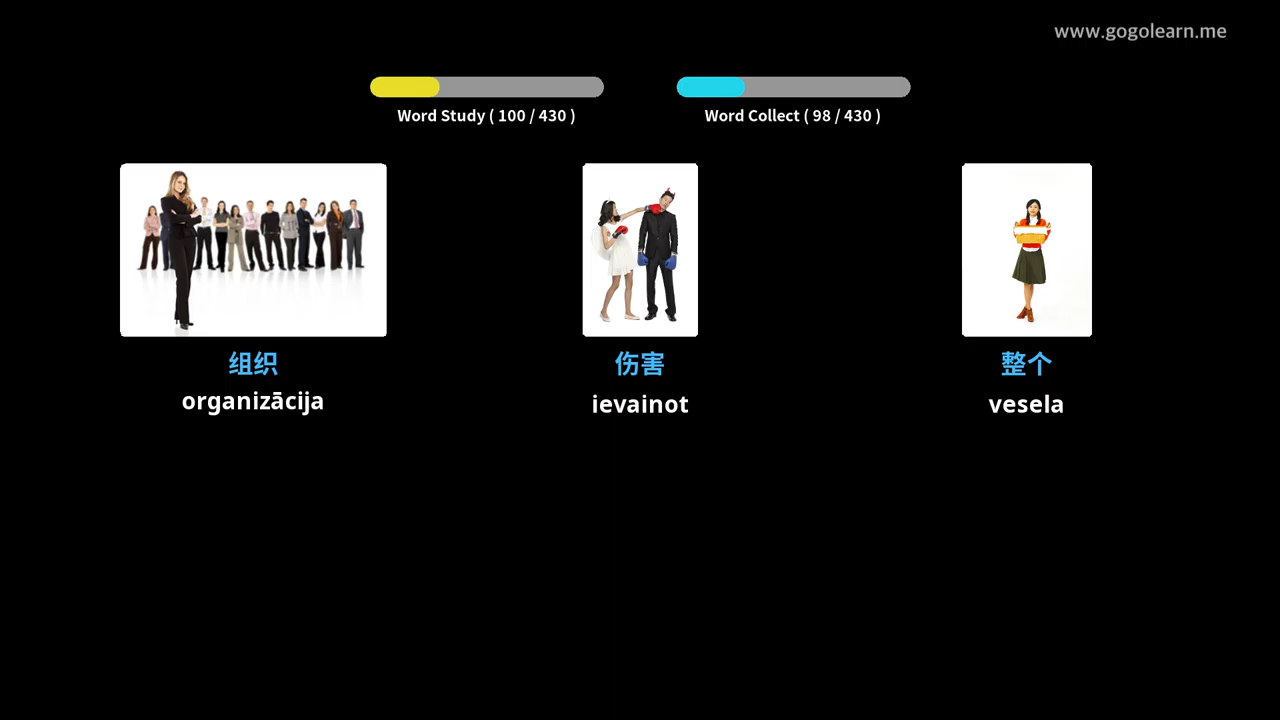 www.gogolearn.me
Word Study ( 100 / 430 )
Word Collect ( 98 / 430 )
组织
organizācija
伤害
ievainot
整个
vesela